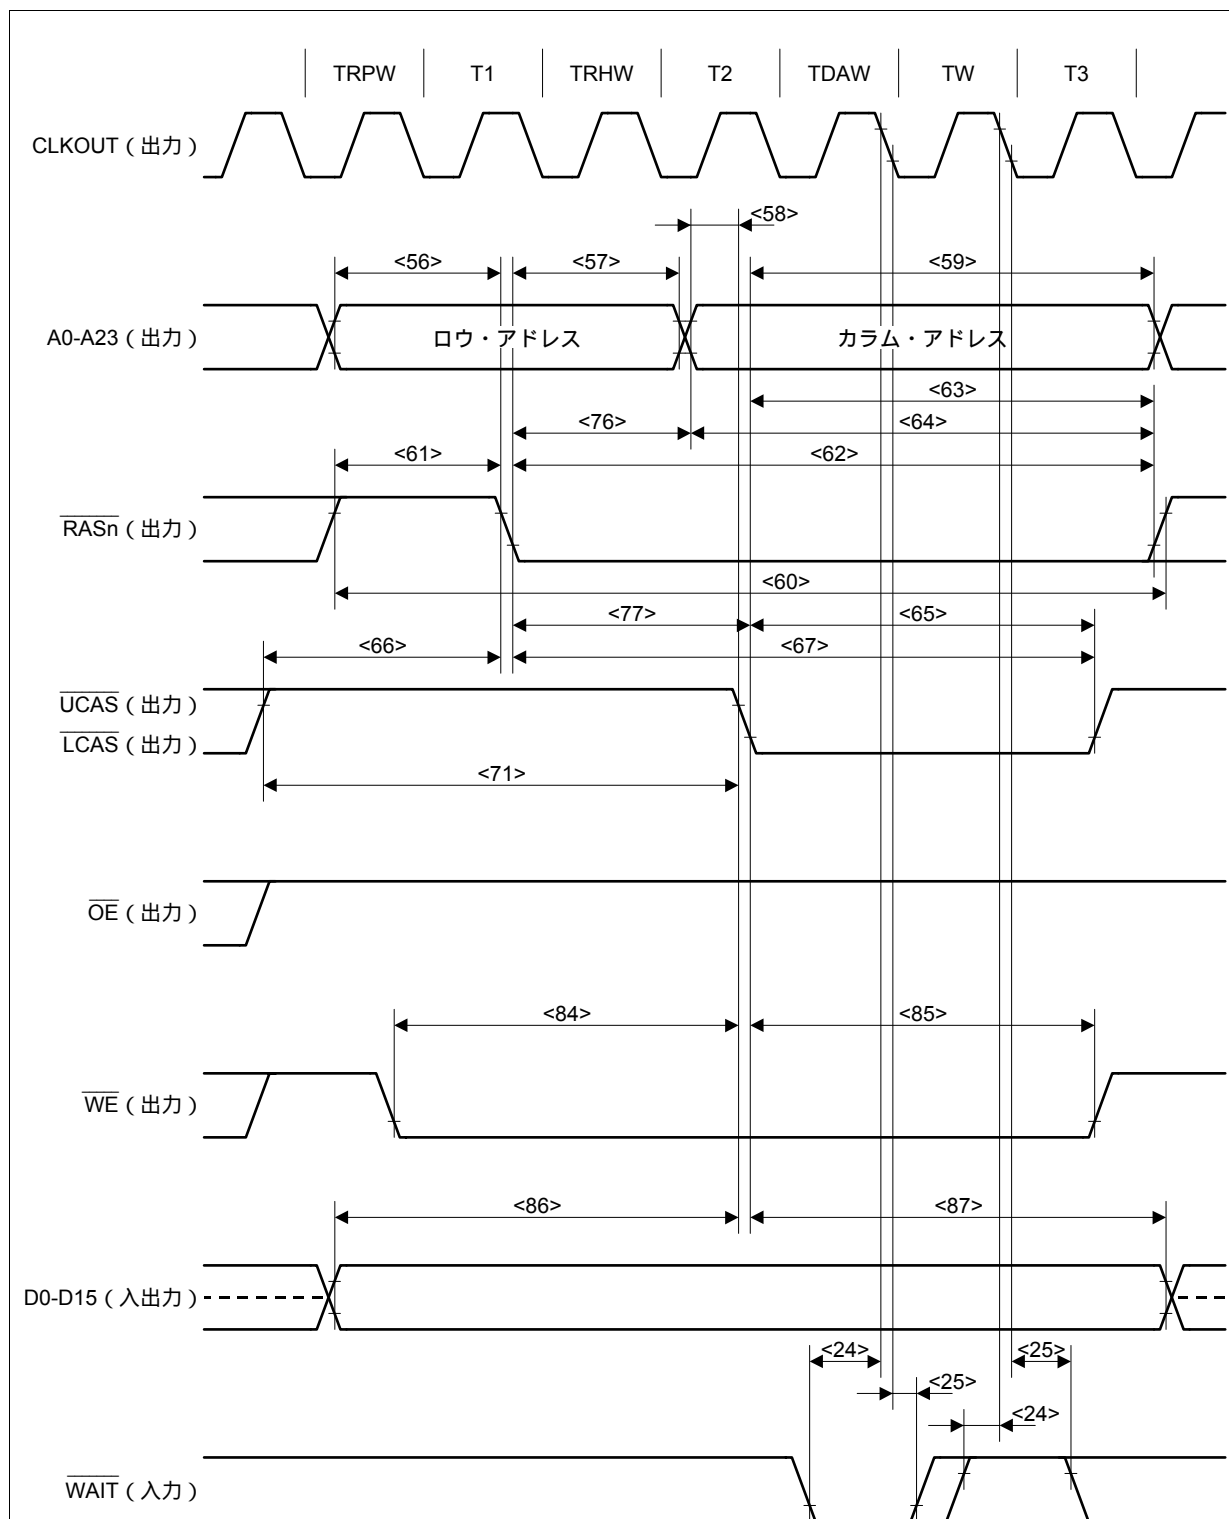 TRPW T1 TRHW T2 TDAW TW T3
CLKOUT（出力）
<58>
<56> <57> <59>
A0-A23（出力） ロウ・アドレス カラム・アドレス
<63>
<76> <64>
<61> <62>
RASn（出力）
<60>
<77> <65>
<66> <67>
UCAS（出力）
LCAS（出力）
<71>
OE（出力）
<84> <85>
WE（出力）
<86> <87>
D0-D15（入出力）
<24> <25>
<25>
<24>
WAIT（入力）